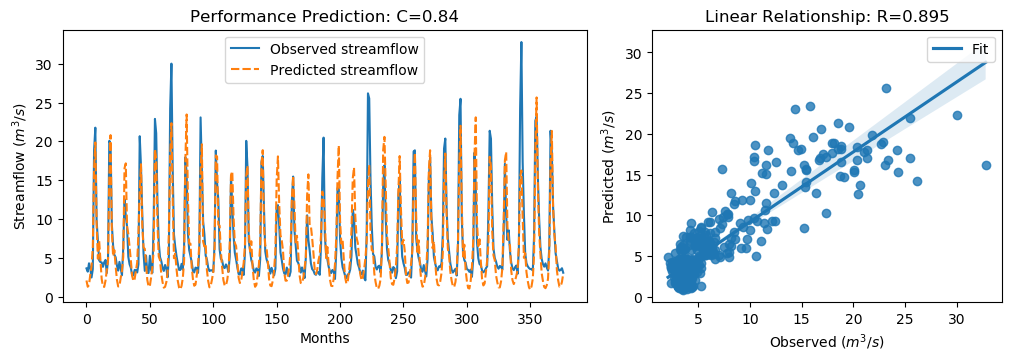 Performance Prediction: C=0.84
Observed streamflow
Predicted streamflow
Streamflow (m³/s)
30
25
20
15
10
5
0
0 50 100 150 200 250 300 350
Months
Linear Relationship: R=0.895
Fit
Predicted (m³/s)
30
25
20
15
10
5
0
5 10 15 20 25 30
Observed (m³/s)